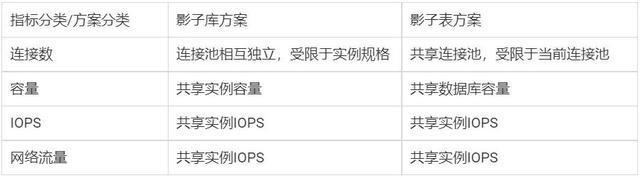 指标分类/方案分类 影子库方案 影子表方案
连接数 连接池相互独立，受限于实例规格 共享连接池，受限于当前连接池
容量 共享实例容量 共享数据库容量
IOPS 共享实例IOPS 共享实例IOPS
网络流量 共享实例IOPS 共享实例IOPS